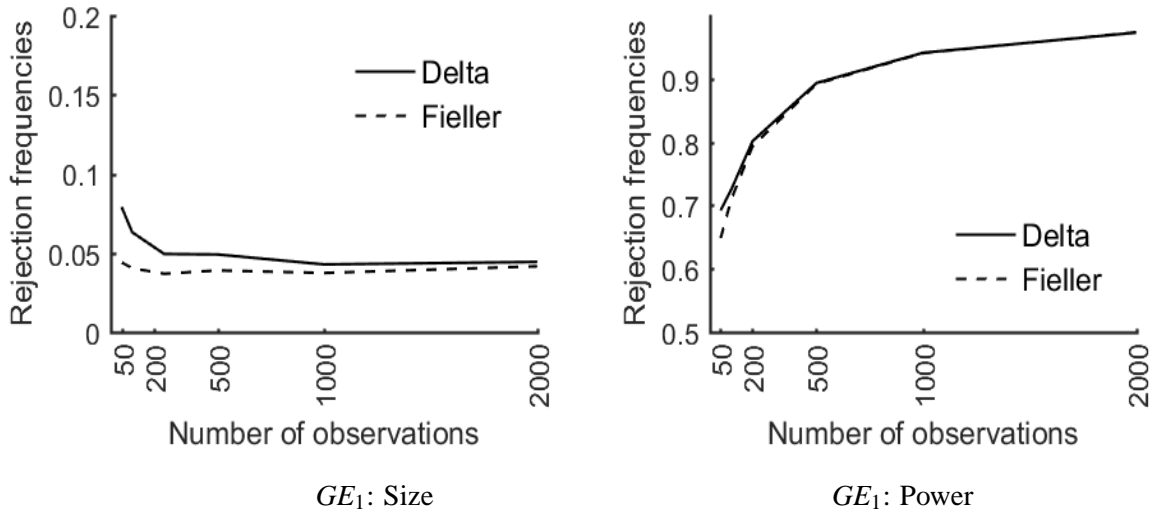 Rejection frequencies
0.2
0.15
0.1
0.05
0
Delta
Fieller
50
200
500
1000
2000
Number of observations
GE1: Size
Rejection frequencies
0.9
0.8
0.7
0.6
0.5
Delta
Fieller
50
200
500
1000
2000
Number of observations
GE1: Power